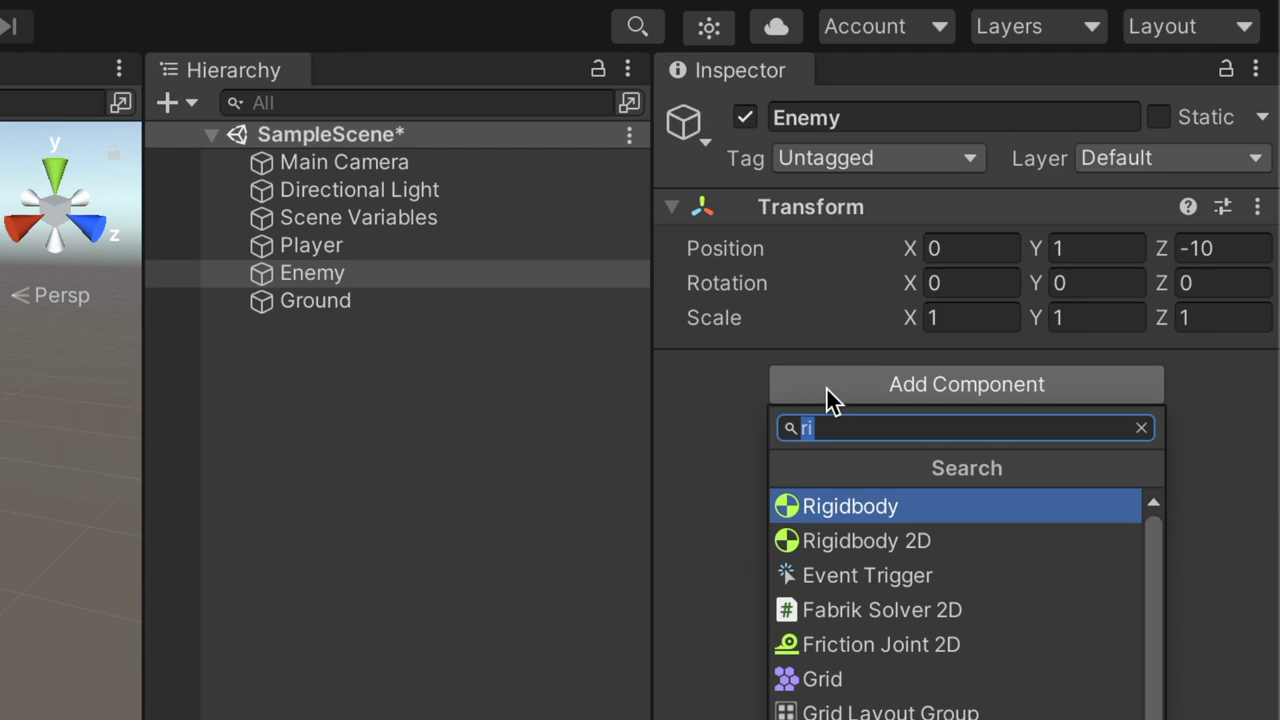 Account
Layers
Layout
Hierarchy
Inspector
All
Enemy
Static
y
SampleScene*
Main Camera
Tag Untagged
Layer Default
Directional Light
Transform
Scene Variables
z
Player
Position X 0 Y 1 Z -10
Enemy
Rotation X 0 Y 0 Z 0
Persp
Ground
Scale X 1 Y 1 Z 1
Add Component
ri
Search
Rigidbody
Rigidbody 2D
Event Trigger
Fabrik Solver 2D
Friction Joint 2D
Grid
Grid Layout Group